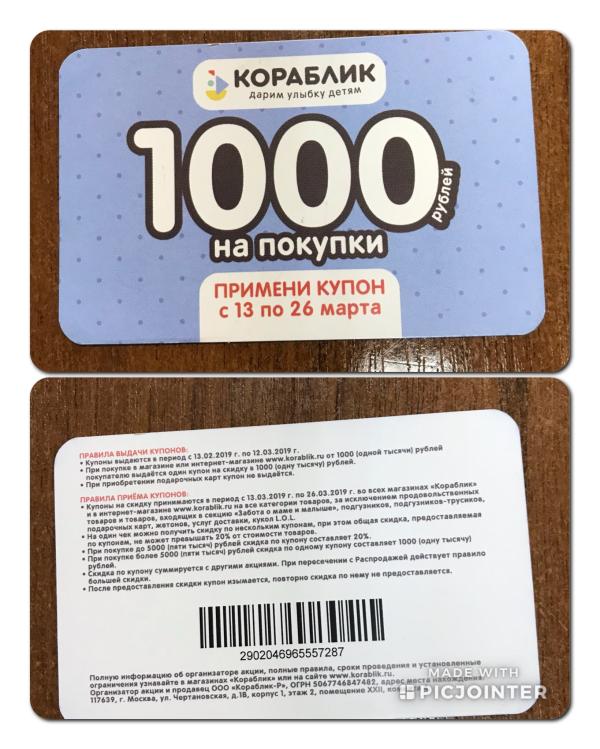 КОРАБЛИК
дарим улыбку детям
1000
рублей
на покупки
ПРИМЕНИ КУПОН
с 13 по 26 марта
ПРАВИЛА ВЫДАЧИ КУПОНОВ:
• Купоны выдаются в период с 13.02.2019 г. по 12.03.2019 г.
• При покупке в магазине или интернет-магазине www.korablik.ru от 1000 (одной тысячи) рублей
покупателю выдаётся один купон на скидку в 1000 (одну тысячу) рублей.
• При приобретении подарочных карт купон не выдаётся.
ПРАВИЛА ПРИЁМА КУПОНОВ:
• Купоны на скидку принимаются в период с 13.03.2019 г. по 26.03.2019 г. во всех магазинах «Кораблик»
и в интернет-магазине www.korablik.ru на все категории товаров, за исключением продовольственных
товаров и товаров, входящих в секцию «Забота о маме и малыше», подгузников, подгузников-трусиков,
подарочных карт, жетонов, услуг доставки, кукол L.O.L.
• На один чек можно получить скидку по нескольким купонам, при этом общая скидка, предоставляемая
по купонам, не может превышать 20% от стоимости товаров.
• При покупке до 5000 (пяти тысяч) рублей скидка по купону составляет 20%.
• При покупке более 5000 (пяти тысяч) рублей скидка по одному купону составляет 1000 (одну тысячу)
рублей.
• Скидка по купону суммируется с другими акциями. При пересечении с Распродажей действует правило
большей скидки.
• После предоставления скидки купон изымается, повторно скидка по нему не предоставляется.
2902046965557287
Полную информацию об организаторе акции, полные правила, сроки проведения и установленные
ограничения узнавайте в магазинах «Кораблик» или на сайте www.korablik.ru.
Организатор акции и продавец ООО «Кораблик-Р», ОГРН 5067746847482, адрес места нахождения:
117639, г. Москва, ул. Чертановская, д.1В, корпус 1, этаж 2, помещение XXII,
MADE WITH
PICJOINTER